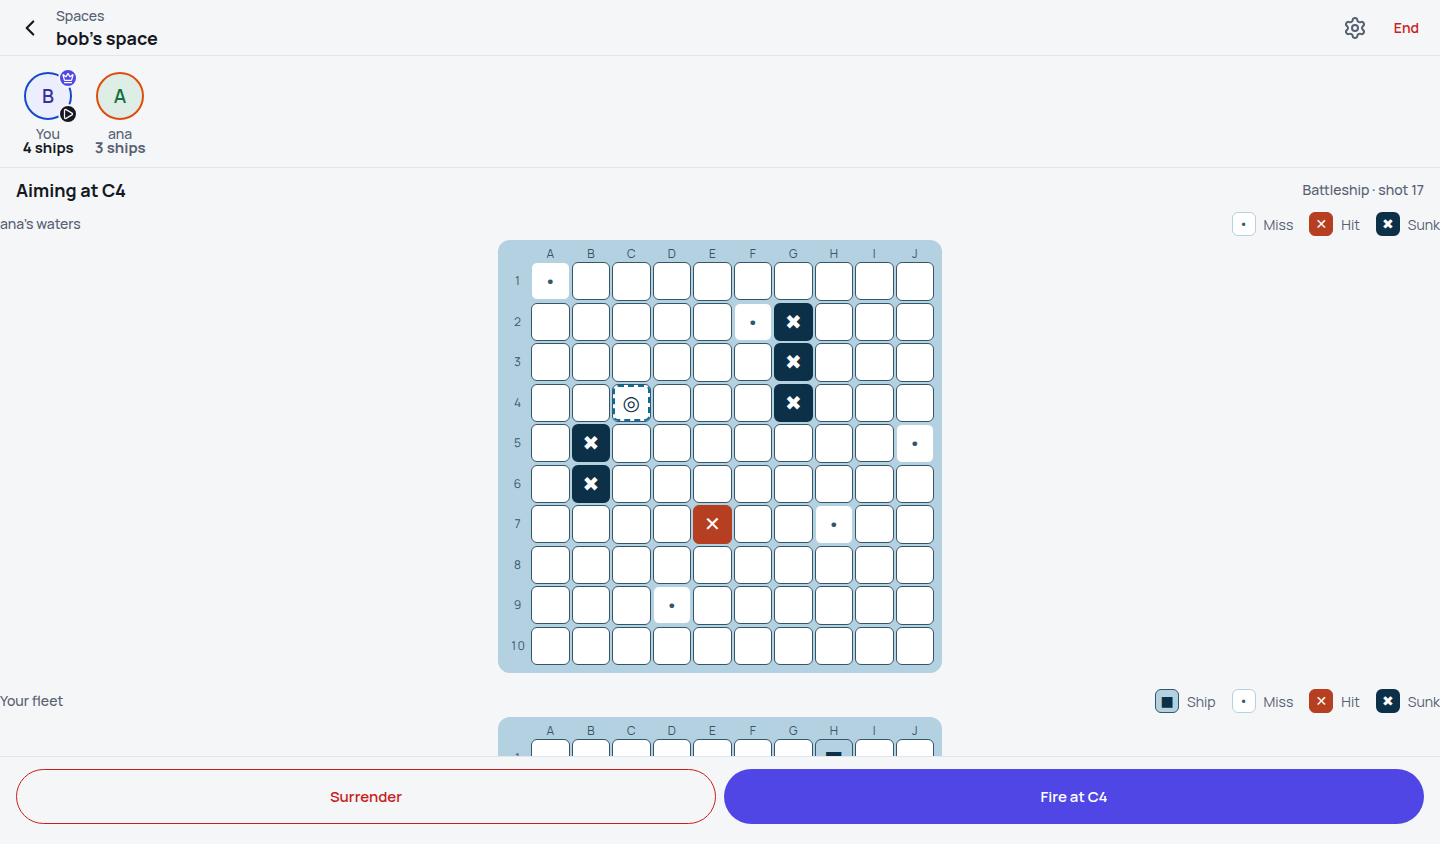 Spaces
bob's space
End
B
A
You
ana
4 ships
3 ships
Aiming at C4
Battleship · shot 17
ana's waters
Miss
Hit
Sunk
A B C D E F G H I J
1
2
3
4
5
6
7
8
9
10
Your fleet
Ship
Miss
Hit
Sunk
A B C D E F G H I J
Surrender
Fire at C4